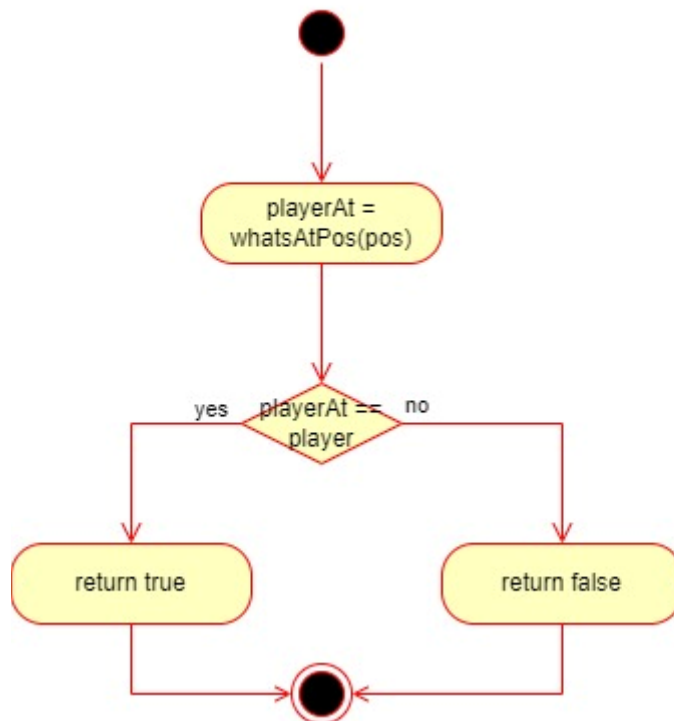 playerAt =
whatsAtPos(pos)
yes
playerAt ==
player
no
return true
return false